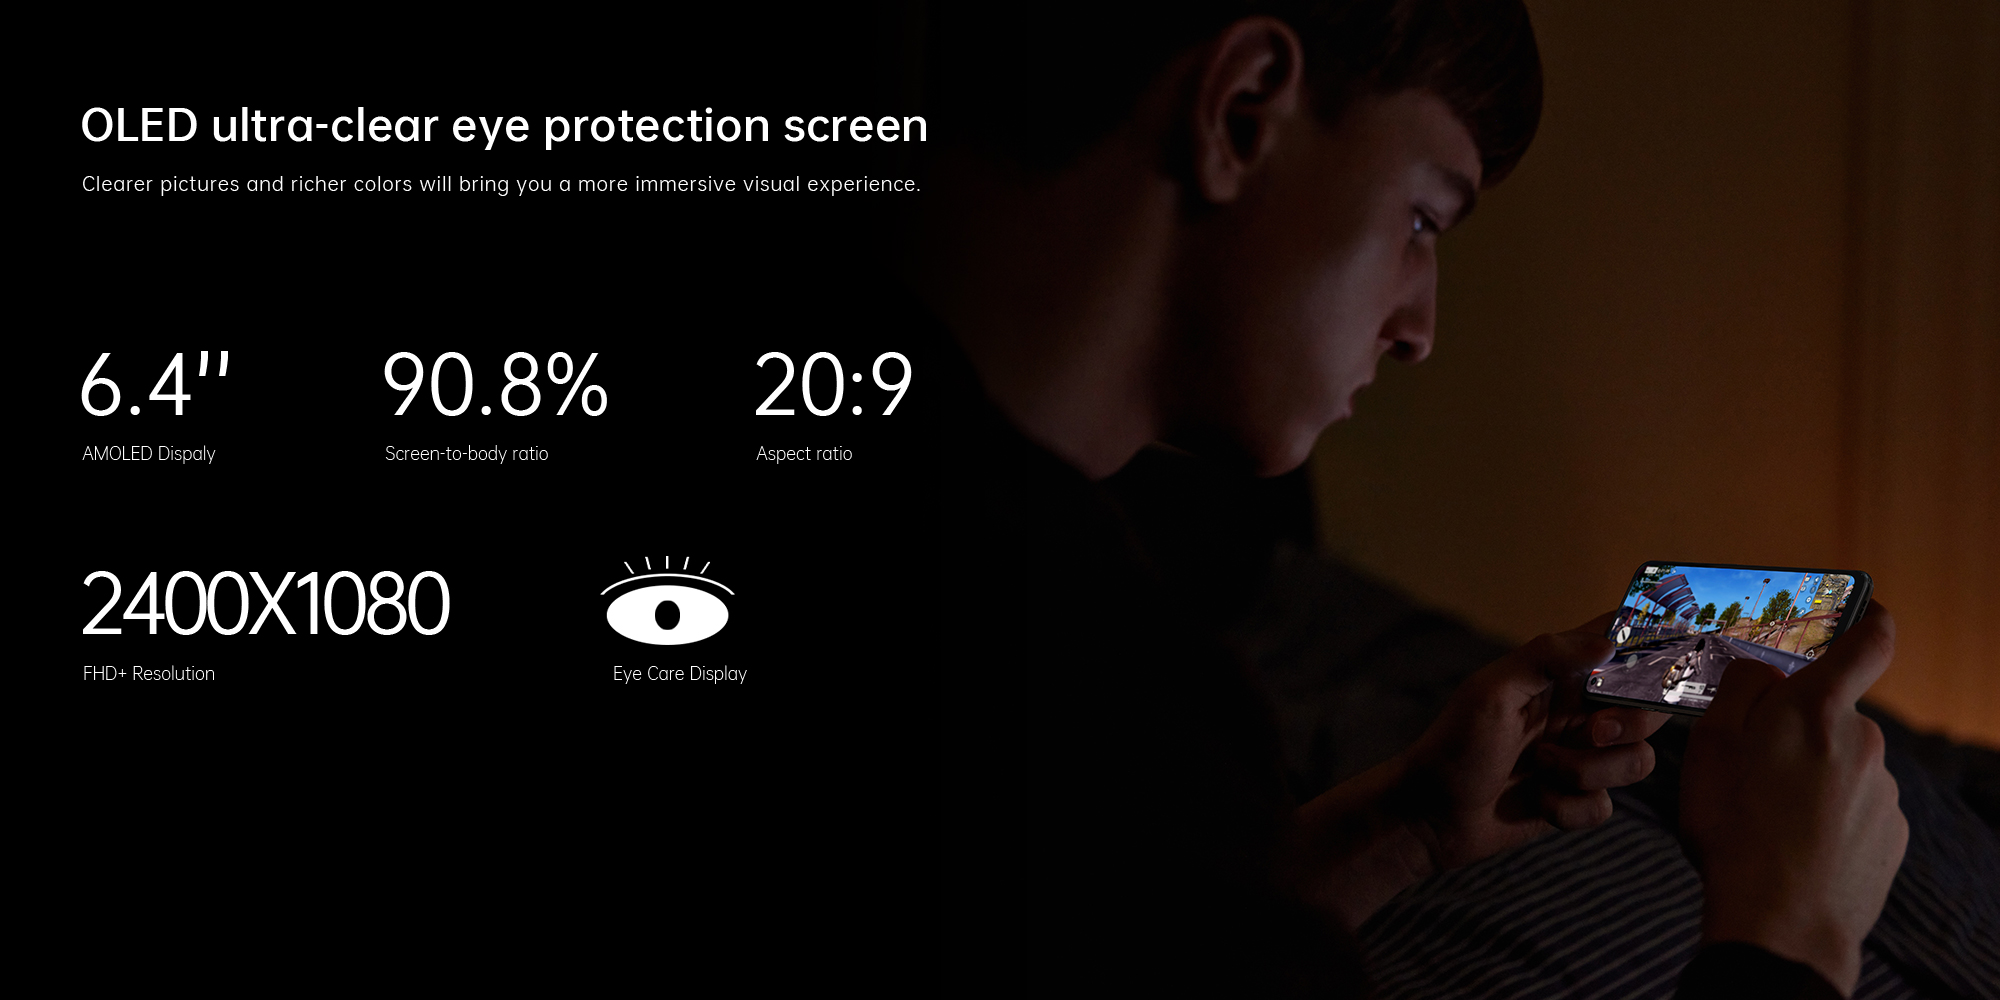 OLED ultra-clear eye protection screen
Clearer pictures and richer colors will bring you a more immersive visual experience.
6.4" 90.8% 20:9
AMOLED Dispaly Screen-to-body ratio Aspect ratio
2400X1080
FHD+ Resolution Eye Care Display